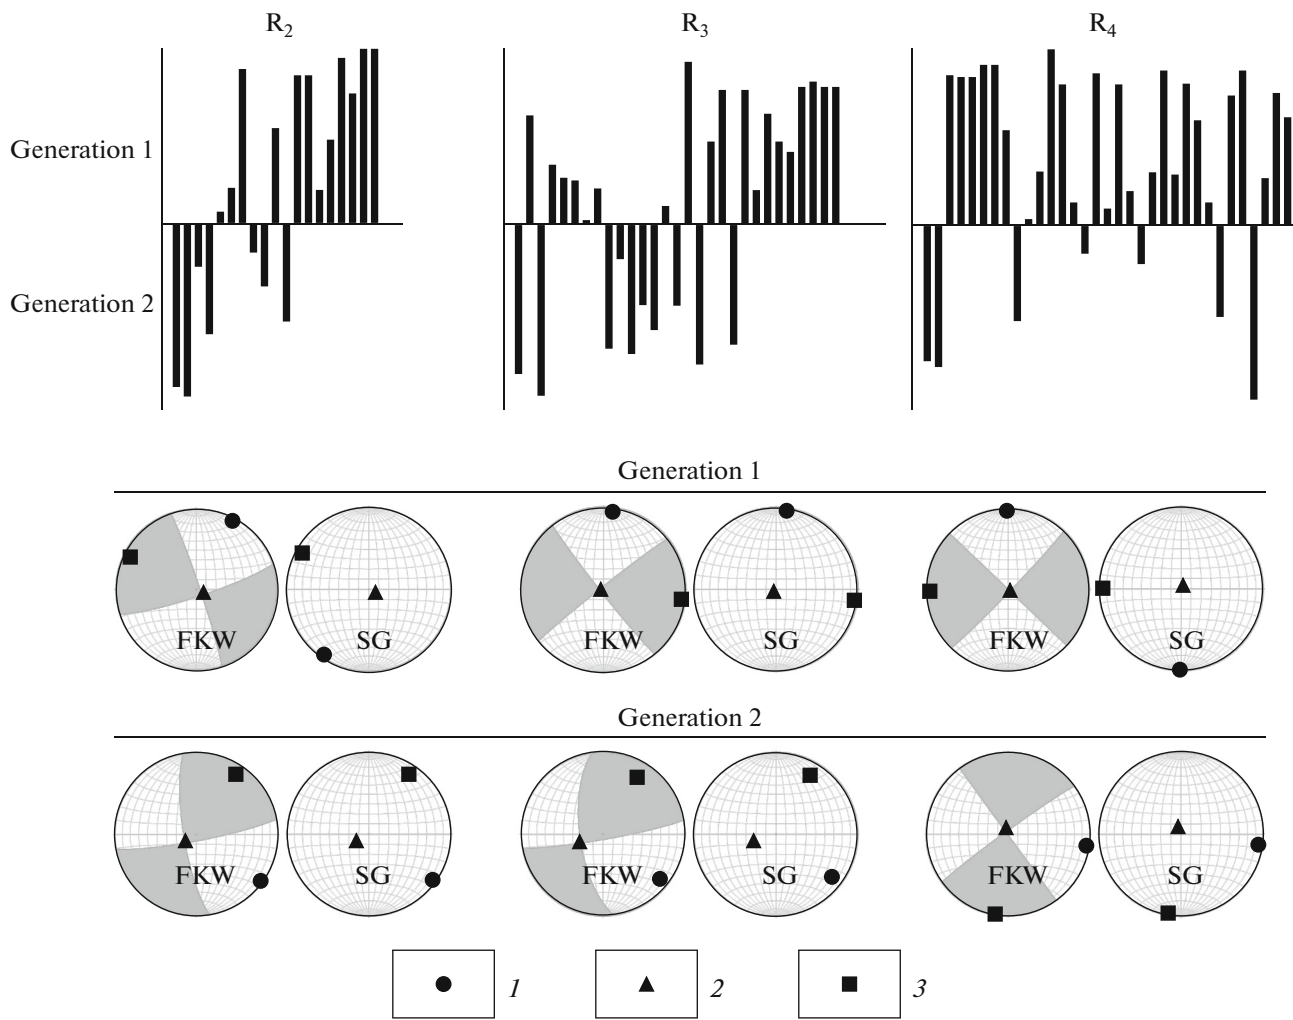 R2 R3 R4
Generation 1
Generation 2
Generation 1
FKW SG FKW SG FKW SG
Generation 2
FKW SG FKW SG FKW SG
1 2 3